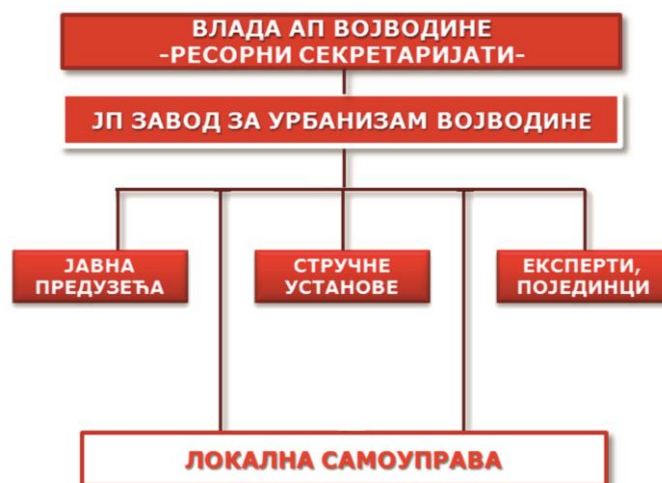 ВЛАДА АП ВОЈВОДИНЕ
-РЕСОРНИ СЕКРЕТАРИЈАТИ-
ЈП ЗАВОД ЗА УРБАНИЗАМ ВОЈВОДИНЕ
ЈАВНА
ПРЕДУЗЕЋА
СТРУЧНЕ
УСТАНОВЕ
ЕКСПЕРТИ,
ПОЈЕДИНЦИ
ЛОКАЛНА САМОУПРАВА